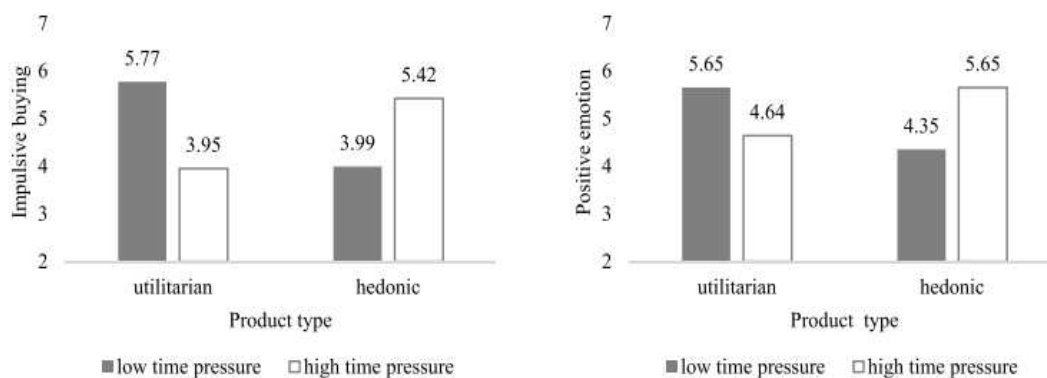 Impulsive buying
7
6
5
4
3
2
5.77
3.95
3.99
5.42
utilitarian
hedonic
Product type
low time pressure
high time pressure
Positive emotion
7
6
5
4
3
2
5.65
4.64
4.35
5.65
utilitarian
hedonic
Product type
low time pressure
high time pressure